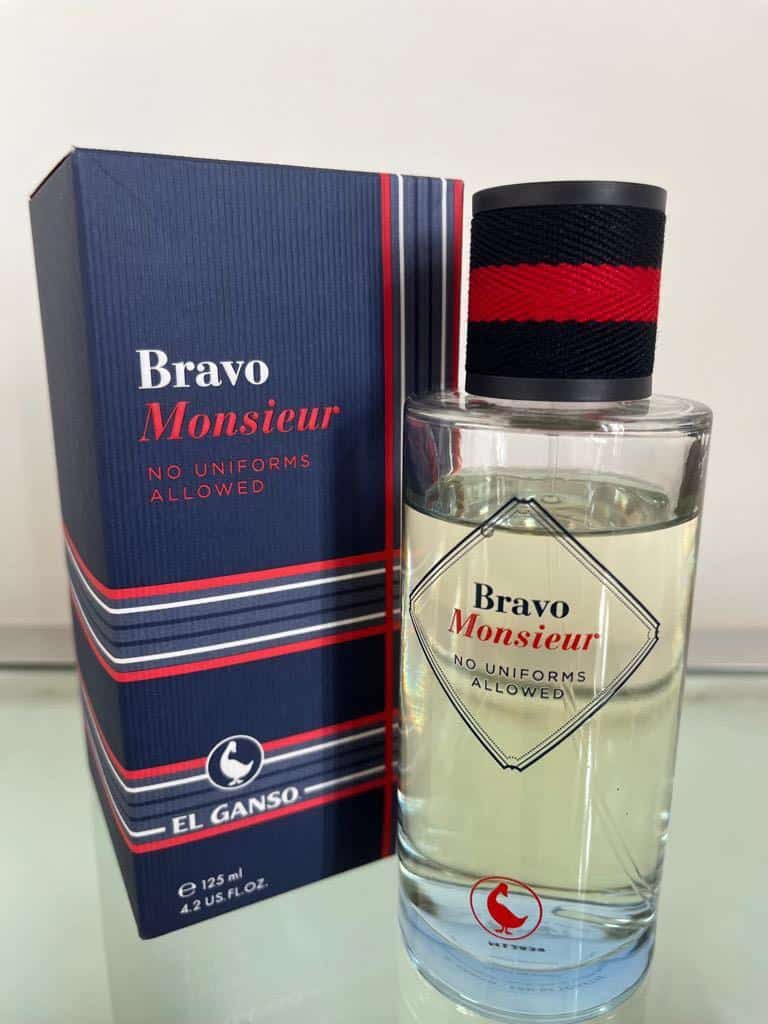 Bravo
Monsieur
NO UNIFORMS
ALLOWED
EL GANSO
e 125 ml
4.2 US. FL.OZ.
Bravo
Monsieur
NO UNIFORMS
ALLOWED